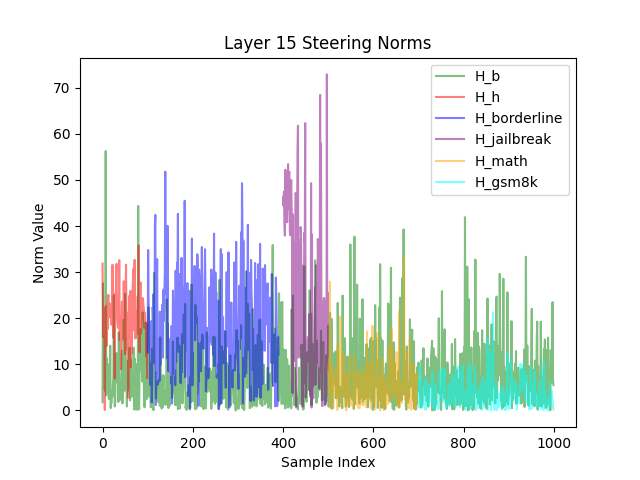 Layer 15 Steering Norms
H_b
H_h
H_borderline
H_jailbreak
H_math
H_gsm8k
Norm Value
70
60
50
40
30
20
10
0
0 200 400 600 800 1000
Sample Index